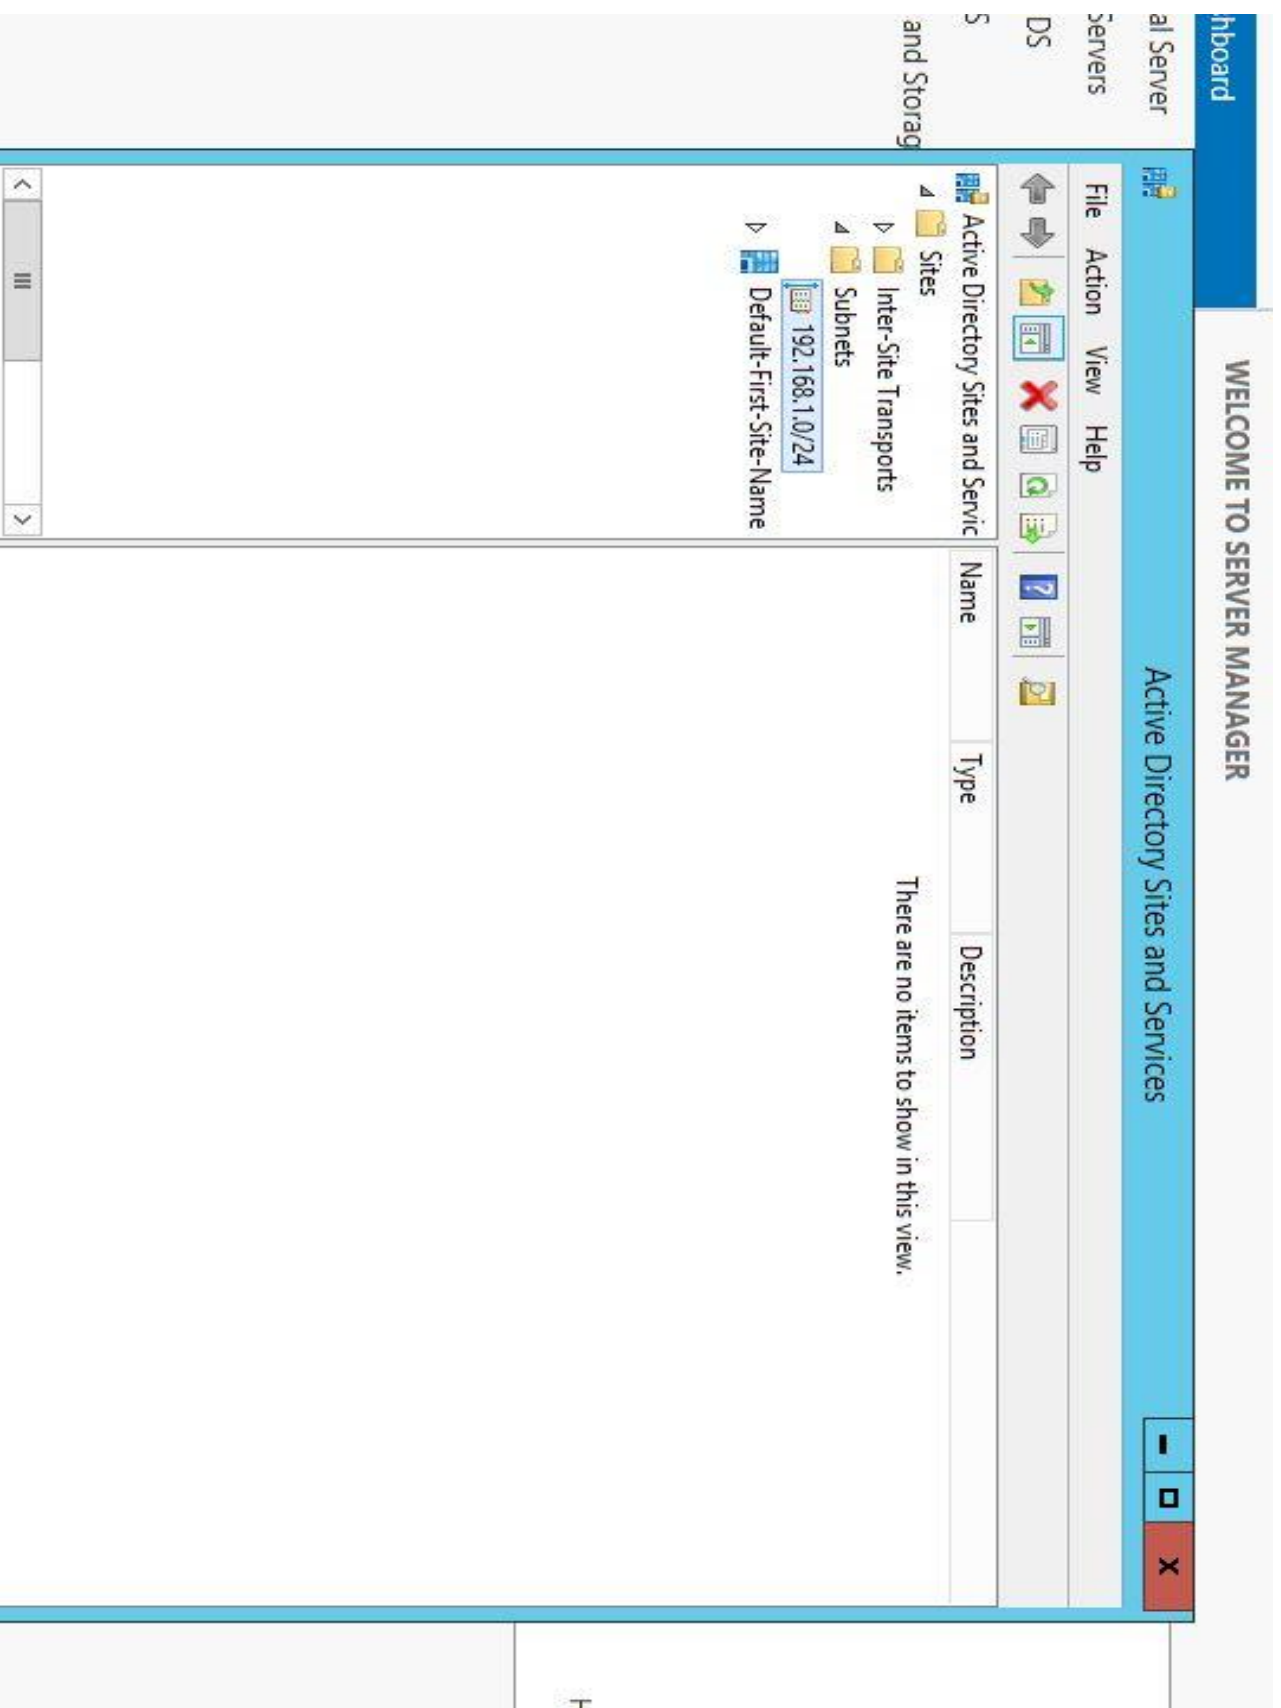 WELCOME TO SERVER MANAGER
hboard
al Server
Servers
DS
S
and Storag
Active Directory Sites and Services
File Action View Help
Active Directory Sites and Servic
Sites
Inter-Site Transports
Subnets
192.168.1.0/24
Default-First-Site-Name
Name Type Description
There are no items to show in this view.
H